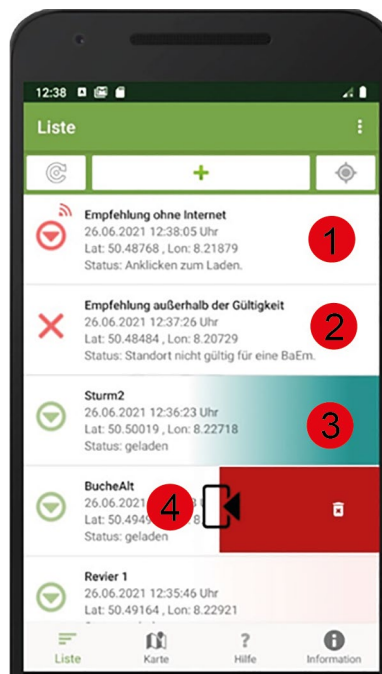 12:38
Liste
+
Empfehlung ohne Internet
26.06.2021 12:38:05 Uhr
Lat: 50.48768 , Lon: 8.21879
Status: Anklicken zum Laden.
1
Empfehlung außerhalb der Gültigkeit
26.06.2021 12:37:26 Uhr
Lat: 50.48484 , Lon: 8.20729
Status: Standort nicht gültig für eine BaEm.
2
Sturm2
26.06.2021 12:36:23 Uhr
Lat: 50.50019 , Lon: 8.22718
Status: geladen
3
BucheAlt
26.06.2021
Lat: 50.494
Status: geladen
4
Revier 1
26.06.2021 12:35:46 Uhr
Lat: 50.49164 , Lon: 8.22921
Liste Karte Hilfe Information